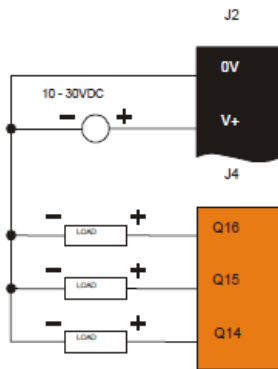 J2
0V
10 - 30VDC
- +
V+
J4
- +
LOAD
Q16
- +
LOAD
Q15
- +
LOAD
Q14